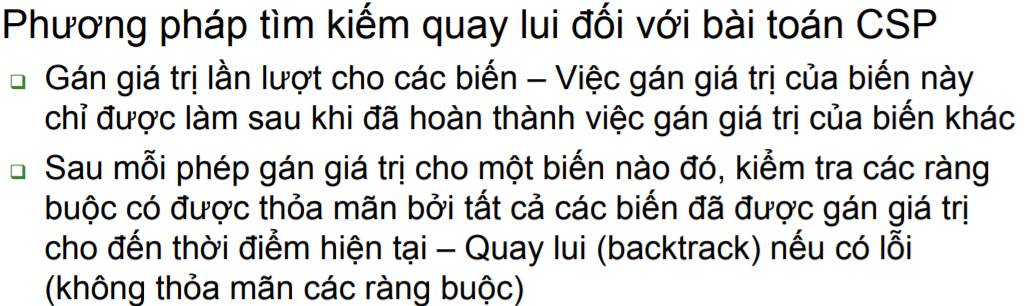 Phương pháp tìm kiếm quay lui đối với bài toán CSP
Gán giá trị lần lượt cho các biến – Việc gán giá trị của biến này
chỉ được làm sau khi đã hoàn thành việc gán giá trị của biến khác
Sau mỗi phép gán giá trị cho một biến nào đó, kiểm tra các ràng
buộc có được thỏa mãn bởi tất cả các biến đã được gán giá trị
cho đến thời điểm hiện tại – Quay lui (backtrack) nếu có lỗi
(không thỏa mãn các ràng buộc)